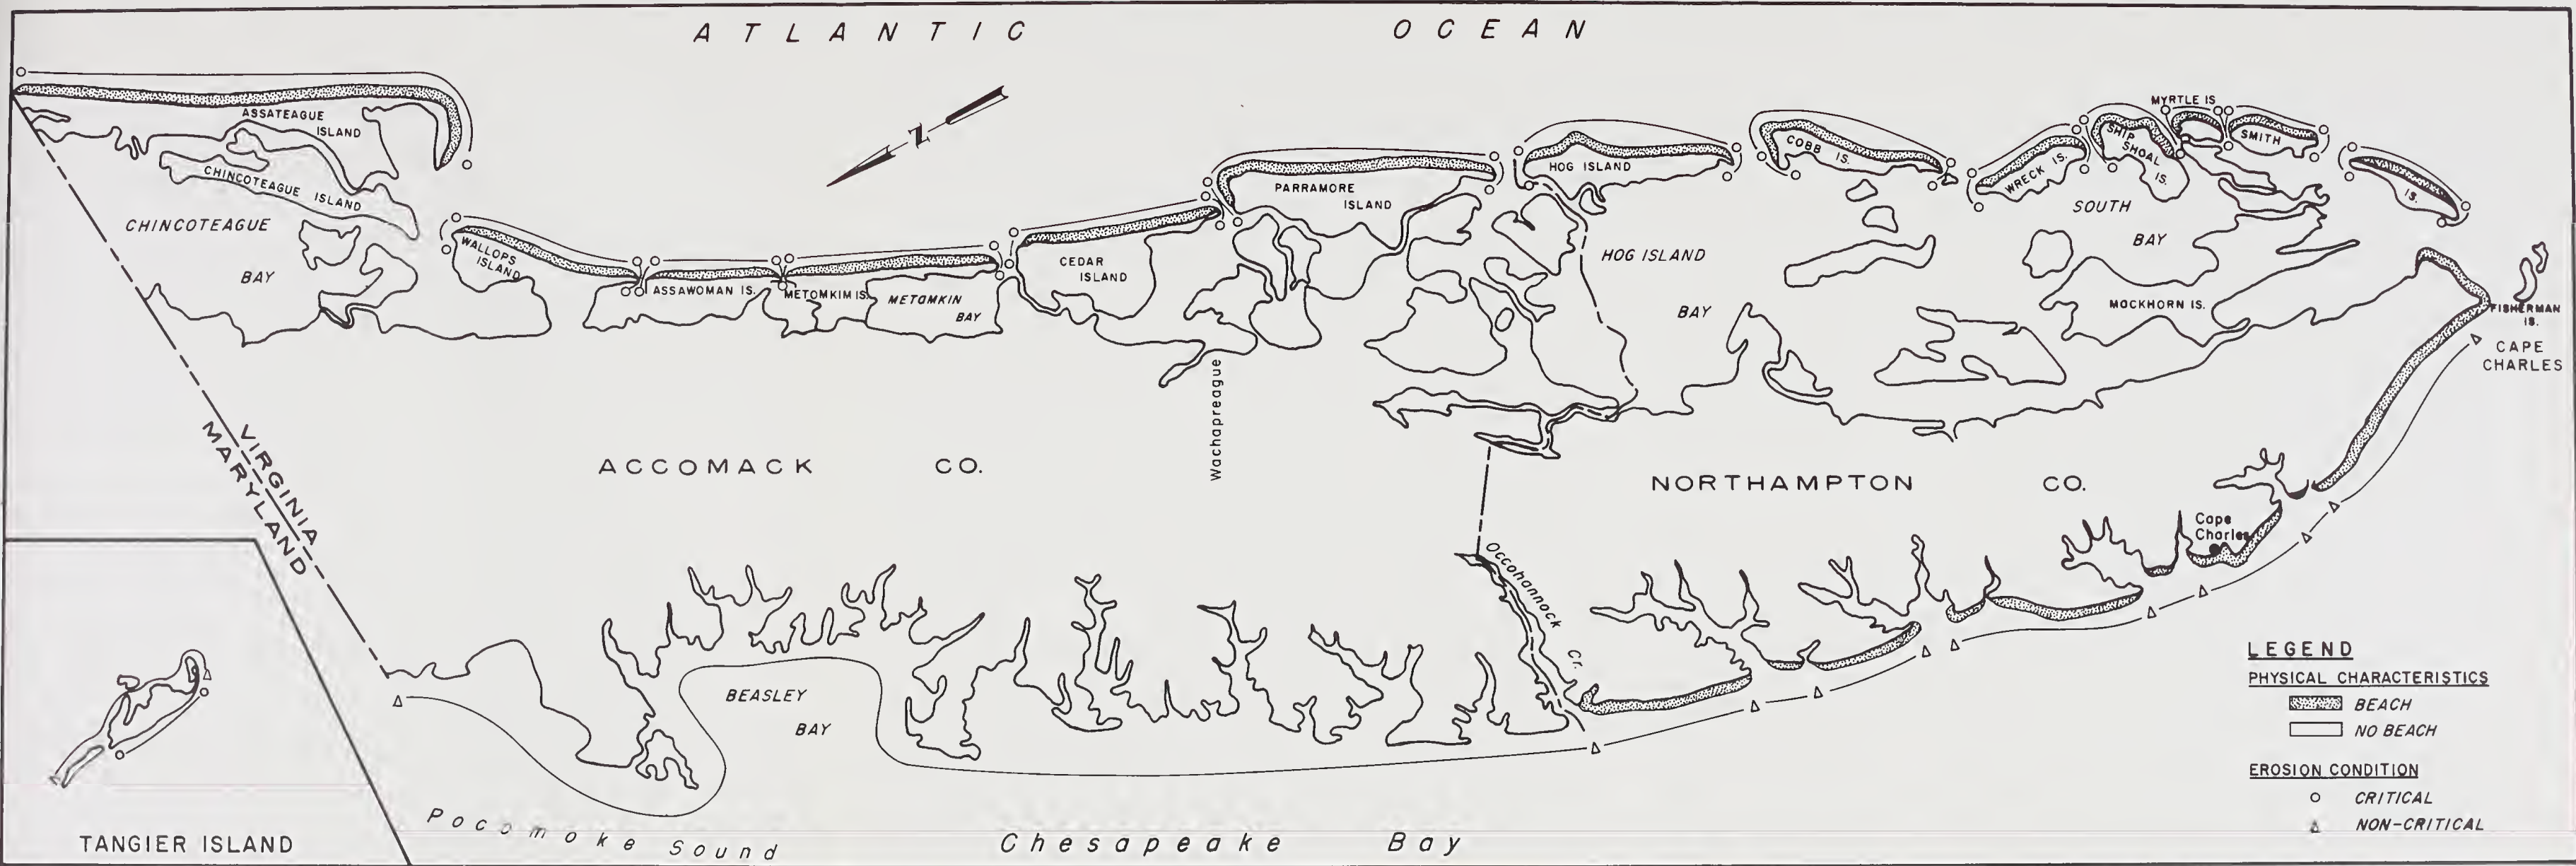 ATLANTIC OCEAN
ASSATEAGUE
ISLAND
CHINCOTEAGUE ISLAND
CHINCOTEAGUE
BAY
WALLOPS
ISLAND
ASSAWOMAN IS.
METOMKIM IS.
METOMKIN
BAY
CEDAR
ISLAND
PARRAMORE
ISLAND
N
HOG ISLAND
HOG ISLAND
BAY
COBB IS.
WRECK IS.
SHIP
SHOAL
IS.
MYRTLE IS
SMITH
IS.
SOUTH
BAY
MOCKHORN IS.
FISHERMAN
IS.
CAPE
CHARLES
Wachapreague
VIRGINIA
MARYLAND
ACCOMACK CO.
NORTHAMPTON CO.
Cape
Charles
Occohannock Cr.
BEASLEY
BAY
TANGIER ISLAND
Pocomoke Sound
Chesapeake Bay
LEGEND
PHYSICAL CHARACTERISTICS
BEACH
NO BEACH
EROSION CONDITION
CRITICAL
NON-CRITICAL